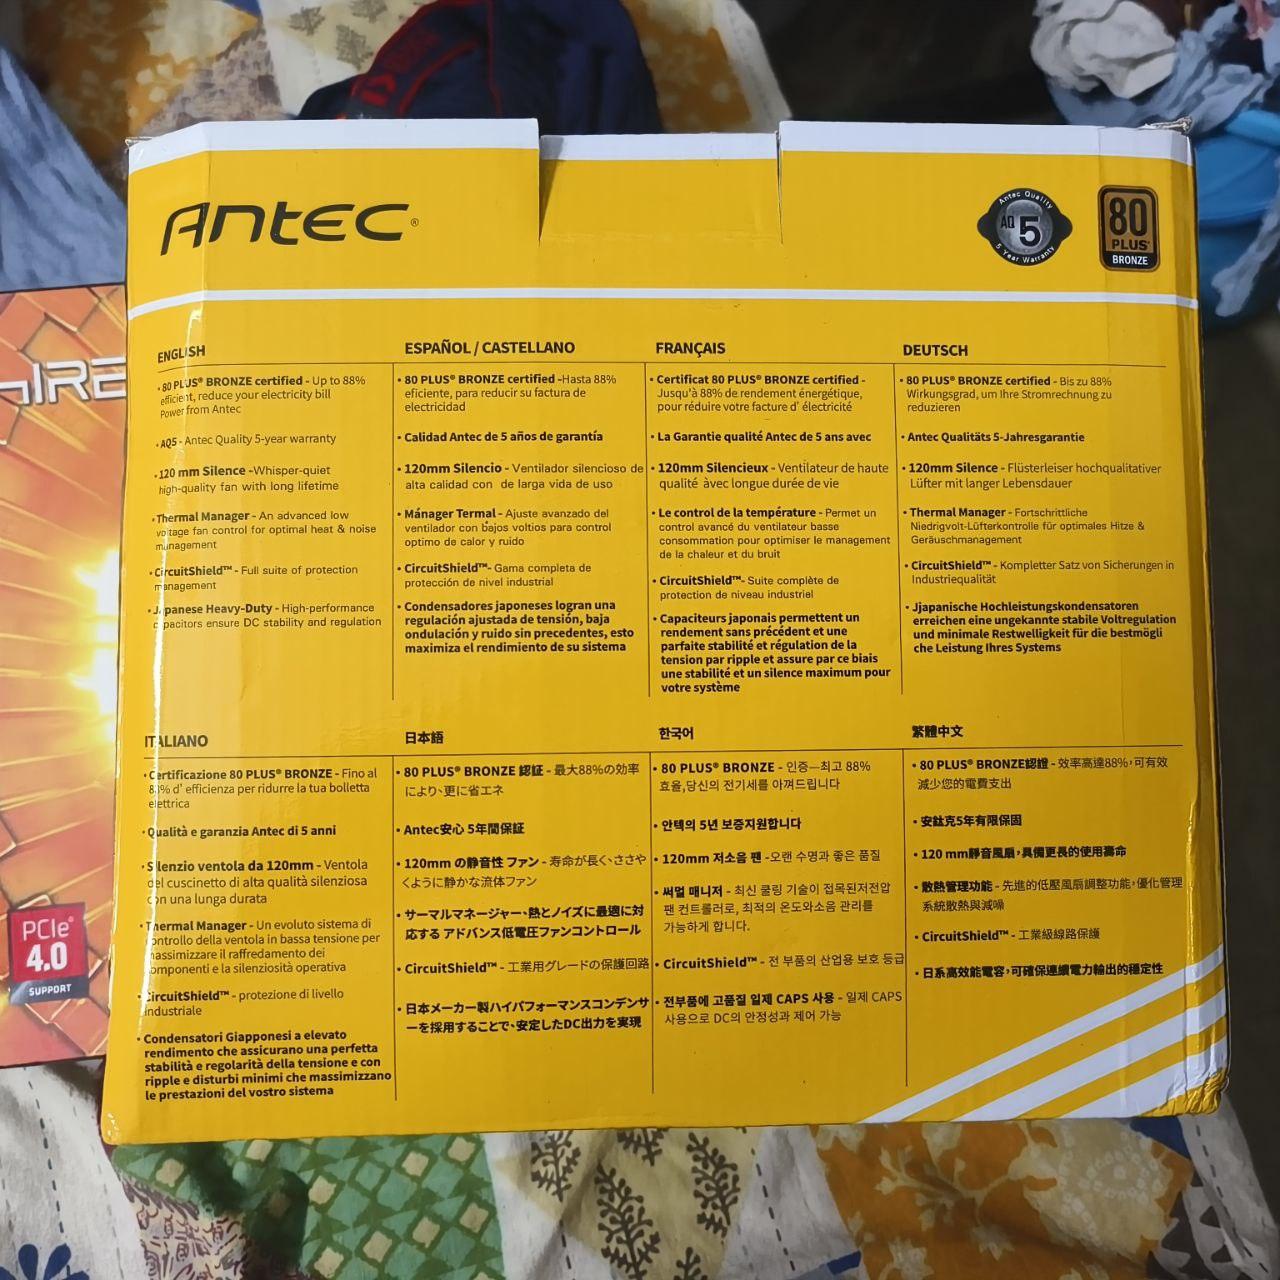 Antec®
Antec Quality
AQ 5
5 Year Warranty
80
PLUS
BRONZE
ENGLISH
• 80 PLUS® BRONZE certified - Up to 88%
efficient, reduce your electricity bill
Power from Antec
• AQ5 - Antec Quality 5-year warranty
• 120 mm Silence -Whisper-quiet
high-quality fan with long lifetime
• Thermal Manager - An advanced low
voltage fan control for optimal heat & noise
management
• CircuitShield™ - Full suite of protection
management
• Japanese Heavy-Duty - High-performance
capacitors ensure DC stability and regulation
ESPAÑOL / CASTELLANO
• 80 PLUS® BRONZE certified -Hasta 88%
eficiente, para reducir su factura de
electricidad
• Calidad Antec de 5 años de garantía
• 120mm Silencio - Ventilador silencioso de
alta calidad con de larga vida de uso
• Mánager Termal - Ajuste avanzado del
ventilador con bajos voltios para control
optimo de calor y ruido
• CircuitShield™- Gama completa de
protección de nivel industrial
• Condensadores japoneses logran una
regulación ajustada de tensión, baja
ondulación y ruido sin precedentes, esto
maximiza el rendimiento de su sistema
FRANÇAIS
• Certificat 80 PLUS® BRONZE certified -
Jusqu'à 88% de rendement énergétique,
pour réduire votre facture d' électricité
• La Garantie qualité Antec de 5 ans avec
• 120mm Silencieux - Ventilateur de haute
qualité àvec longue durée de vie
• Le control de la température - Permet un
control avancé du ventilateur basse
consommation pour optimiser le management
de la chaleur et du bruit
• CircuitShield™- Suite complète de
protection de niveau industriel
• Capaciteurs japonais permettent un
rendement sans précédent et une
parfaite stabilité et régulation de la
tension par ripple et assure par ce biais
une stabilité et un silence maximum pour
votre système
DEUTSCH
• 80 PLUS® BRONZE certified - Bis zu 88%
Wirkungsgrad, um Ihre Stromrechnung zu
reduzieren
• Antec Qualitäts 5-Jahresgarantie
• 120mm Silence - Flüsterleiser hochqualitativer
Lüfter mit langer Lebensdauer
• Thermal Manager - Fortschrittliche
Niedrigvolt-Lüfterkontrolle für optimales Hitze &
Geräuschmanagement
• CircuitShield™ - Kompletter Satz von Sicherungen in
Industriequalität
• Jjapanische Hochleistungskondensatoren
erreichen eine ungekannte stabile Voltregulation
und minimale Restwelligkeit für die bestmögli
che Leistung Ihres Systems
ITALIANO
• Certificazione 80 PLUS® BRONZE - Fino al
88% d' efficienza per ridurre la tua bolletta
elettrica
• Qualità e garanzia Antec di 5 anni
• Silenzio ventola da 120mm - Ventola
del cuscinetto di alta qualità silenziosa
con una lunga durata
• Thermal Manager - Un evoluto sistema di
controllo della ventola in bassa tensione per
massimizzare il raffredamento dei
componenti e la silenziosità operativa
• CircuitShield™ - protezione di livello
industriale
• Condensatori Giapponesi a elevato
rendimento che assicurano una perfetta
stabilità e regolarità della tensione e con
ripple e disturbi minimi che massimizzano
le prestazioni del vostro sistema
日本語
• 80 PLUS® BRONZE 認証 - 最大88%の効率
により、更に省エネ
• Antec安心 5年間保証
• 120mm の静音性 ファン - 寿命が長く、ささや
くように静かな流体ファン
• サーマルマネージャー、熱とノイズに最適に対
応する アドバンス低電圧ファンコントロール
• CircuitShield™ - 工業用グレードの保護回路
• 日本メーカー製ハイパフォーマンスコンデンサ
ーを採用することで、安定したDC出力を実現
한국어
• 80 PLUS® BRONZE - 인증—최고 88%
효율,당신의 전기세를 아껴드립니다
• 안텍의 5년 보증지원합니다
• 120mm 저소음 팬 -오랜 수명과 좋은 품질
• 써멀 매니저 - 최신 쿨링 기술이 접목된저전압
팬 컨트롤러로, 최적의 온도와소음 관리를
가능하게 합니다.
• CircuitShield™ - 전 부품의 산업용 보호 등급
• 전부품에 고품질 일제 CAPS 사용 - 일제 CAPS
사용으로 DC의 안정성과 제어 가능
繁體中文
• 80 PLUS® BRONZE認證 - 效率高達88%，可有效
減少您的電費支出
• 安鈦克5年有限保固
• 120 mm靜音風扇，具備更長的使用壽命
• 散熱管理功能 - 先進的低壓風扇調整功能，優化管理
系統散熱與減噪
• CircuitShield™ - 工業級線路保護
• 日系高效能電容，可確保連續電力輸出的穩定性
PCIe®
4.0
SUPPORT